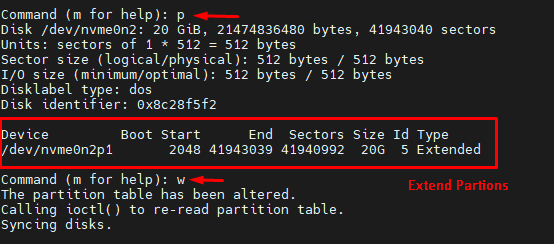 Command (m for help): p
Disk /dev/nvme0n2: 20 GiB, 21474836480 bytes, 41943040 sectors
Units: sectors of 1 * 512 = 512 bytes
Sector size (logical/physical): 512 bytes / 512 bytes
I/O size (minimum/optimal): 512 bytes / 512 bytes
Disklabel type: dos
Disk identifier: 0x8c28f5f2
Device Boot Start End Sectors Size Id Type
/dev/nvme0n2p1 2048 41943039 41940992 20G 5 Extended
Command (m for help): w
Extend Partions
The partition table has been altered.
Calling ioctl() to re-read partition table.
Syncing disks.